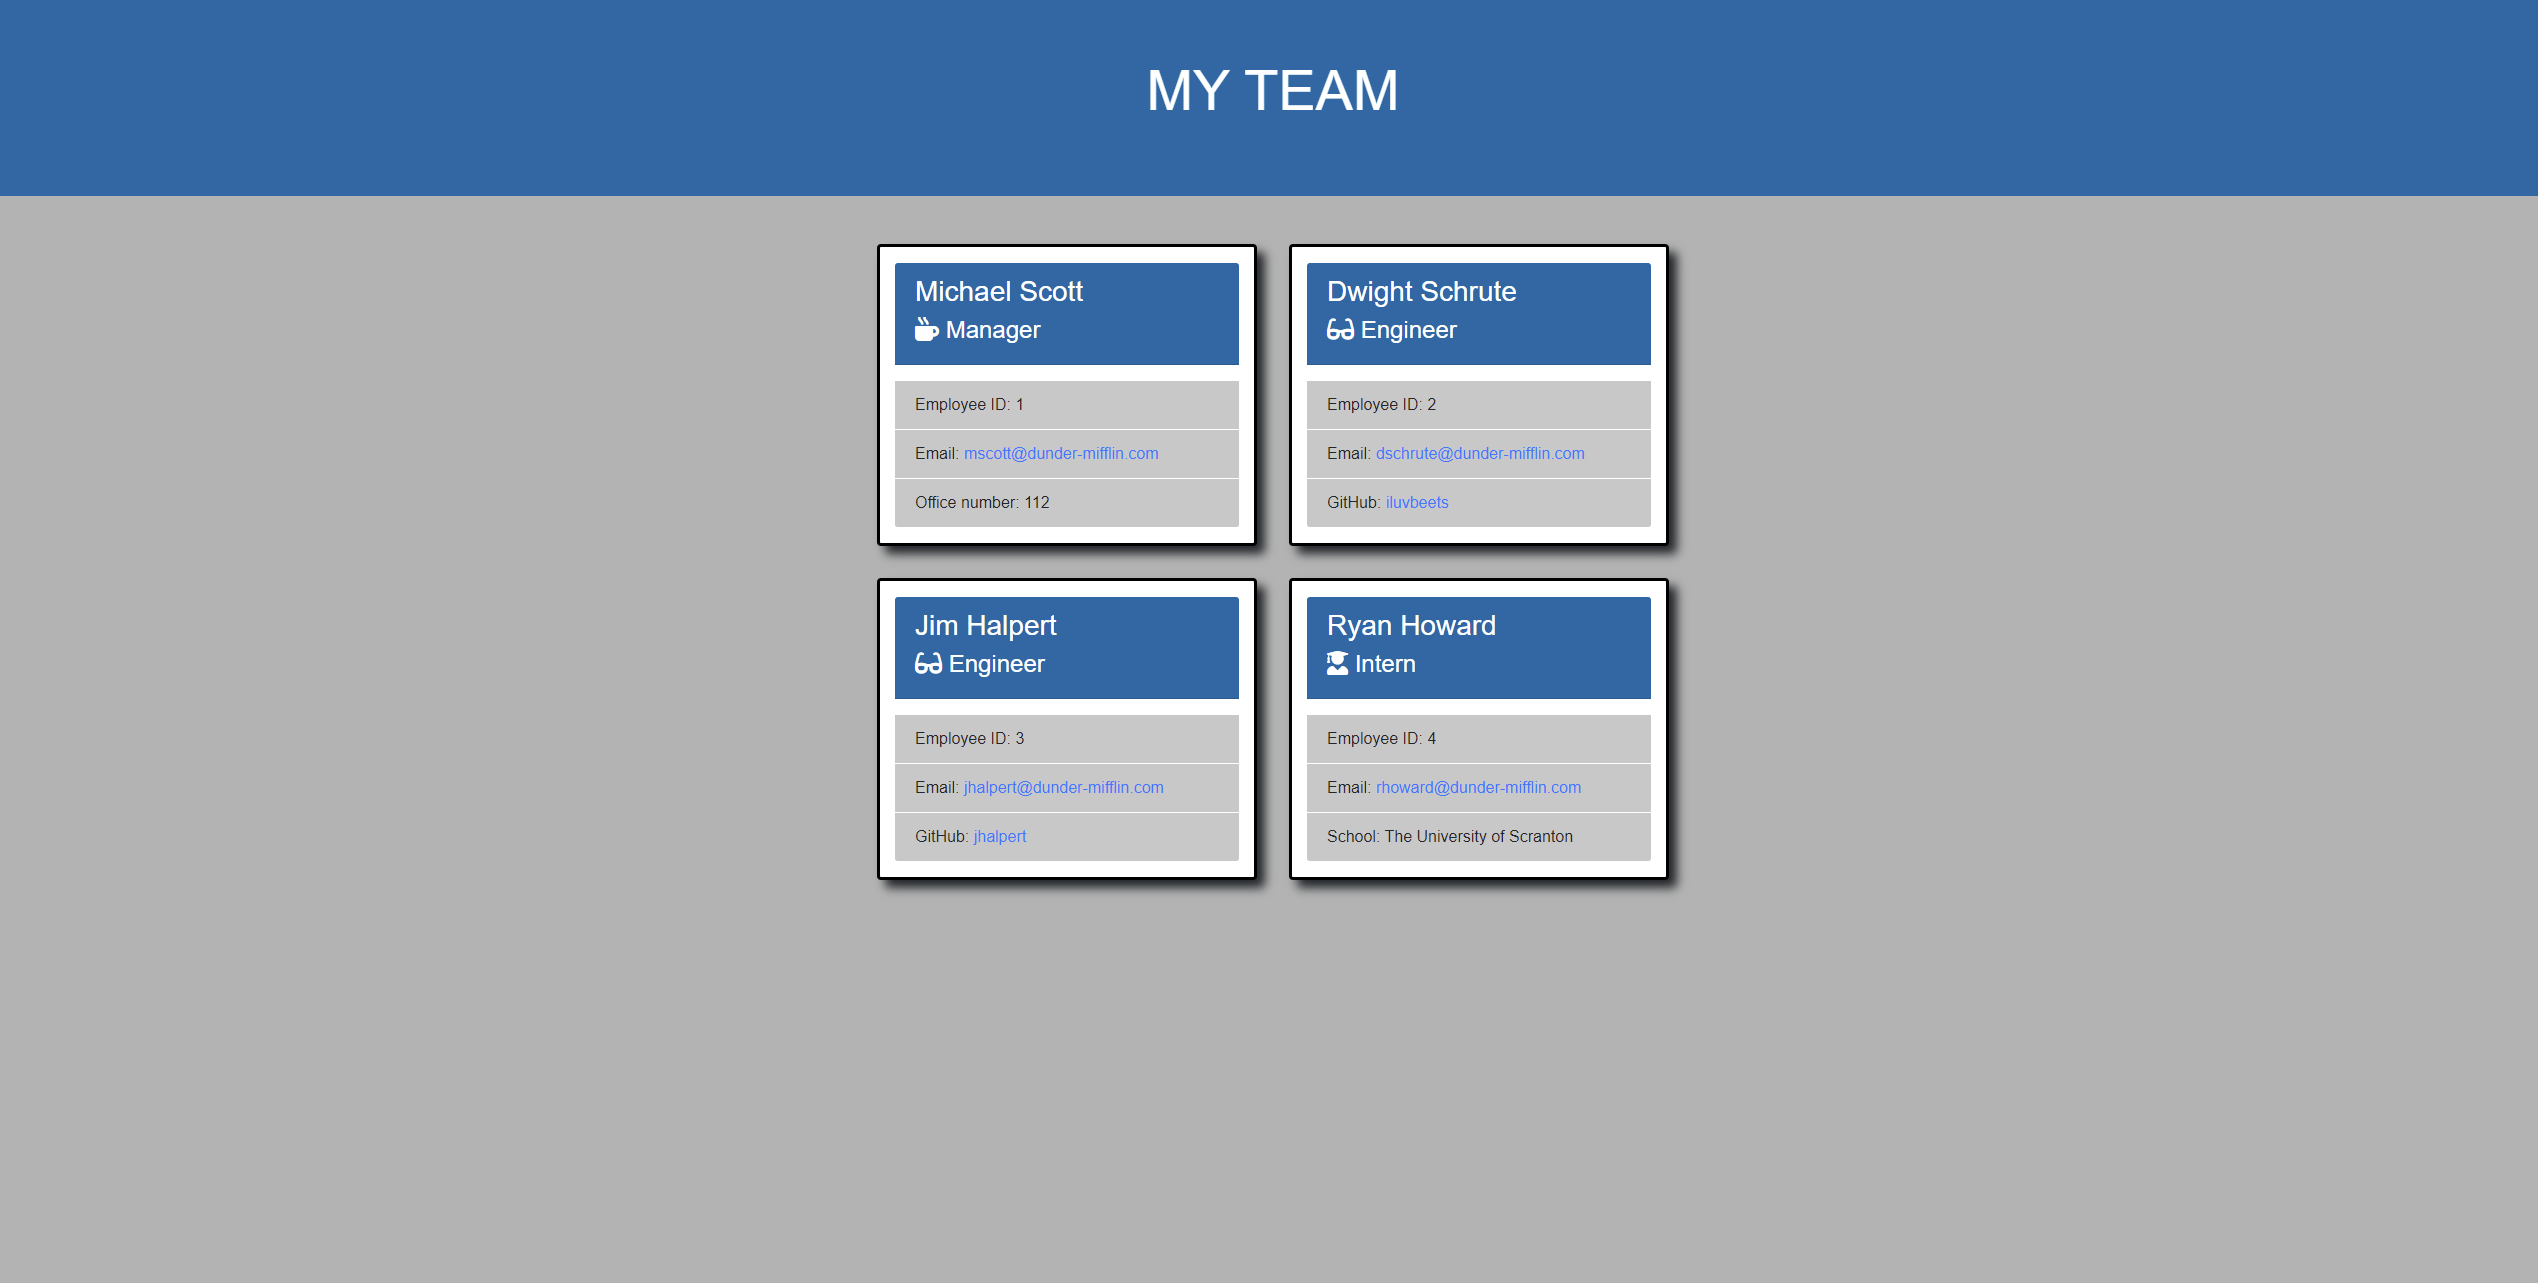 MY TEAM
Michael Scott
Manager
Employee ID: 1
Email: mscott@dunder-mifflin.com
Office number: 112
Dwight Schrute
Engineer
Employee ID: 2
Email: dschrute@dunder-mifflin.com
GitHub: iluvbeets
Jim Halpert
Engineer
Employee ID: 3
Email: jhalpert@dunder-mifflin.com
GitHub: jhalpert
Ryan Howard
Intern
Employee ID: 4
Email: rhoward@dunder-mifflin.com
School: The University of Scranton